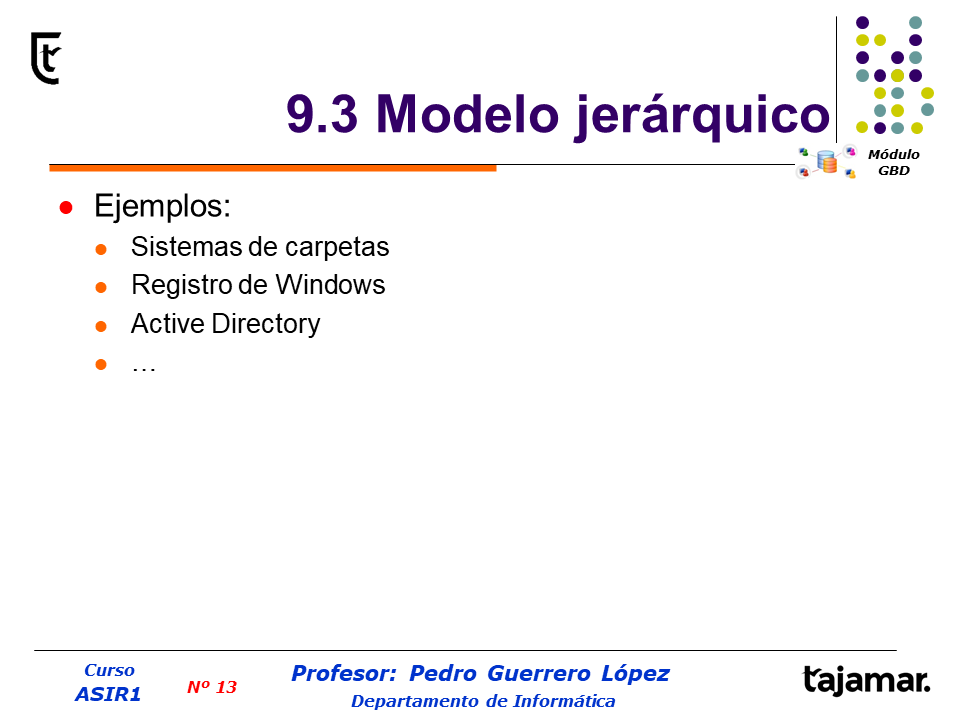 9.3 Modelo jerárquico
Módulo
GBD
Ejemplos:
Sistemas de carpetas
Registro de Windows
Active Directory
…
Curso
ASIR1
Nº 13
Profesor: Pedro Guerrero López
Departamento de Informática
tajamar.